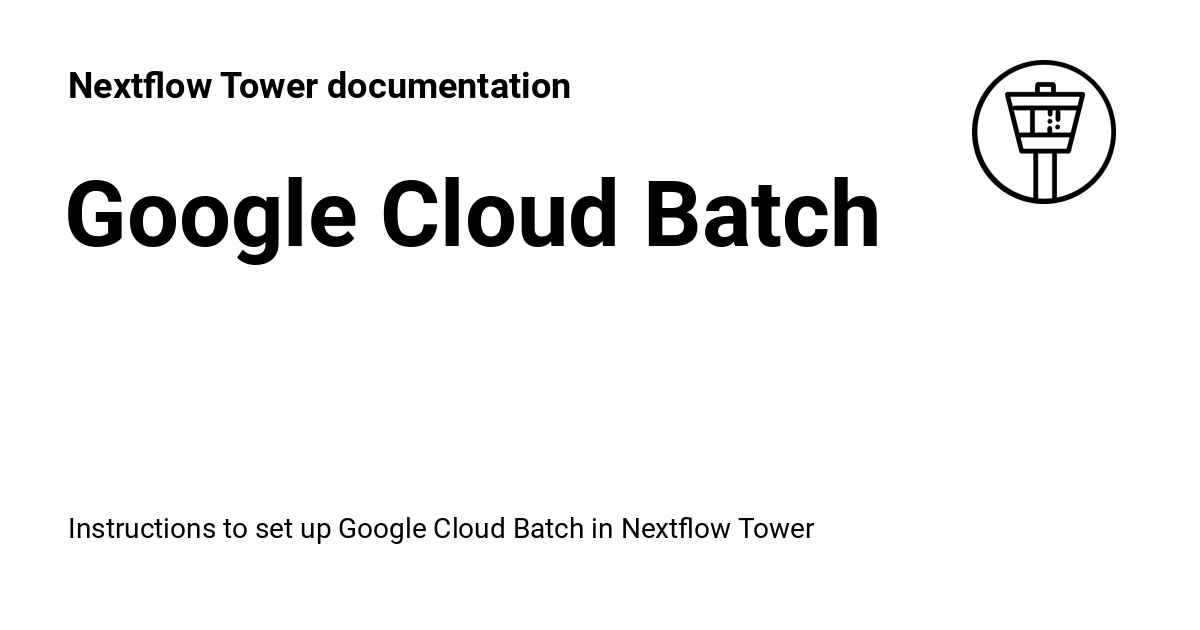 Nextflow Tower documentation
Google Cloud Batch
Instructions to set up Google Cloud Batch in Nextflow Tower